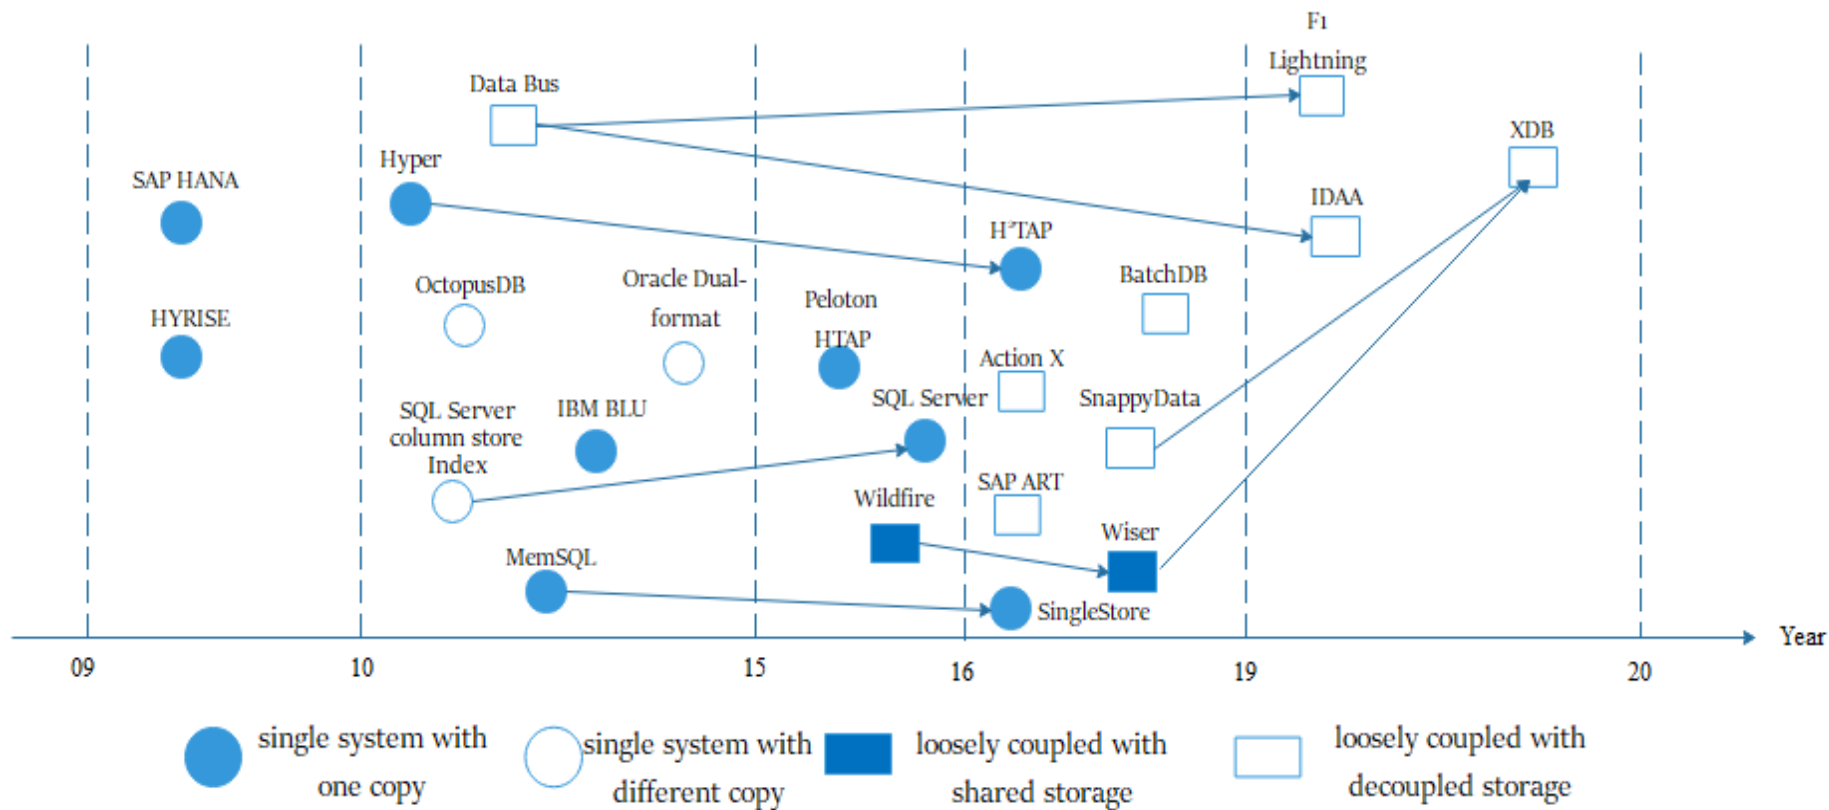 F1
Lightning
Data Bus
XDB
Hyper
SAP HANA
IDAA
H²TAP
BatchDB
OctopusDB
Oracle Dual-
format
Peloton
HTAP
HYRISE
Action X
SQL Server
SnappyData
SQL Server
column store
Index
IBM BLU
SAP ART
Wildfire
Wiser
MemSQL
SingleStore
Year
09
10
15
16
19
20
single system with
one copy
single system with
different copy
loosely coupled with
shared storage
loosely coupled with
decoupled storage